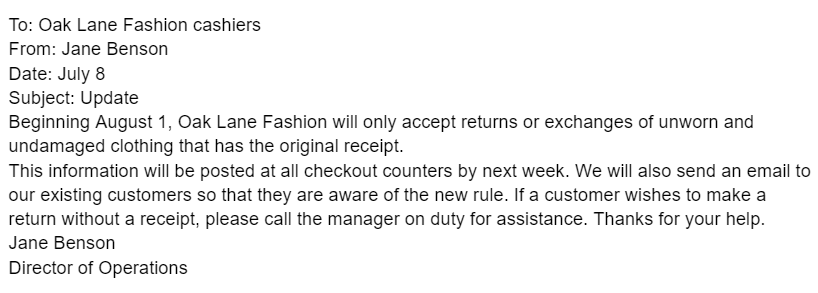 To: Oak Lane Fashion cashiers
From: Jane Benson
Date: July 8
Subject: Update
Beginning August 1, Oak Lane Fashion will only accept returns or exchanges of unworn and
undamaged clothing that has the original receipt.
This information will be posted at all checkout counters by next week. We will also send an email to
our existing customers so that they are aware of the new rule. If a customer wishes to make a
return without a receipt, please call the manager on duty for assistance. Thanks for your help.
Jane Benson
Director of Operations